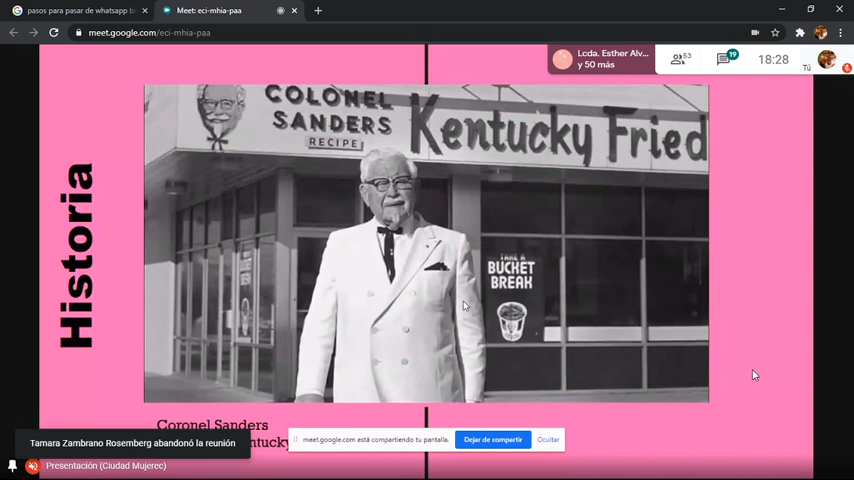 pasos para pasar de whatsapp bu
Meet: eci-mhia-paa
meet.google.com/eci-mhia-paa
Lcda. Esther Alv...
y 50 más
53
19
18:28
Tú
COLONEL
SANDERS
RECIPE
Kentucky Fried
TAKE A
BUCKET
BREAK
Historia
Coronel Sanders
Tamara Zambrano Rosemberg abandonó la reunión
meet.google.com está compartiendo tu pantalla.
Dejar de compartir
Ocultar
Presentación (Ciudad Mujerec)